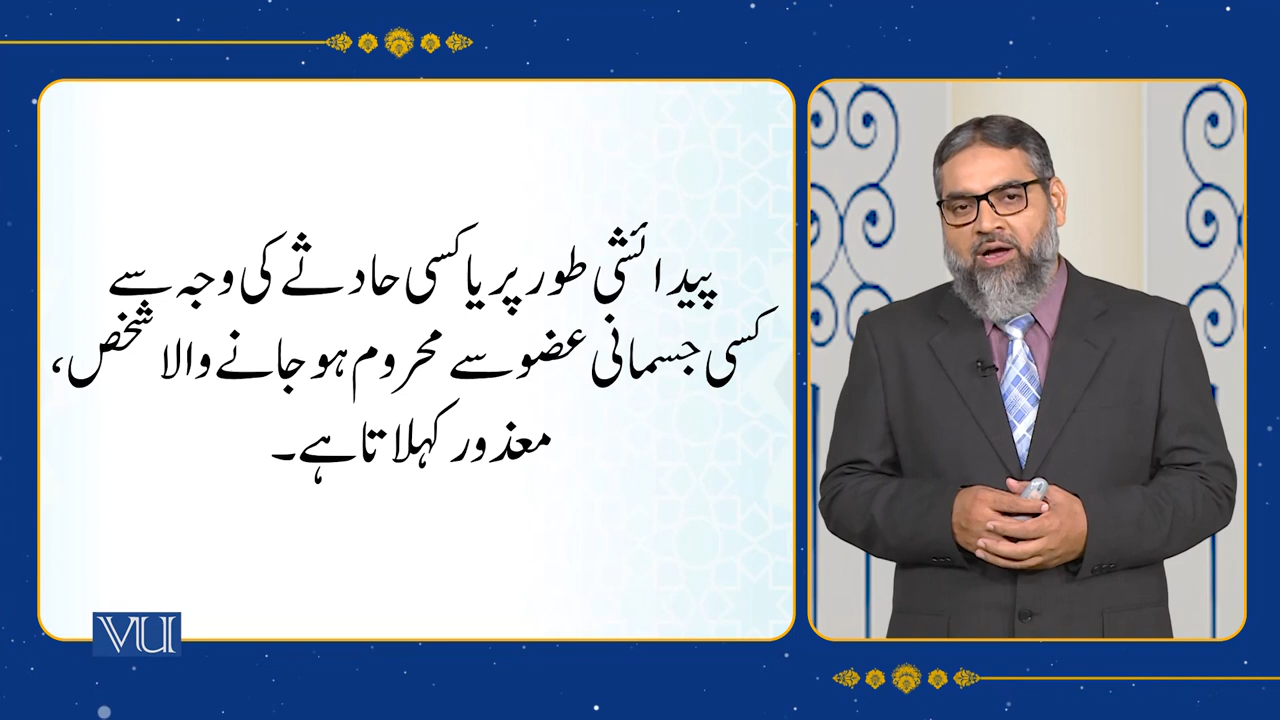 پیدائشی طور پر یا کسی حادثے کی وجہ سے
کسی جسمانی عضو سے محروم ہو جانے والا شخص،
معذور کہلاتا ہے۔
VU